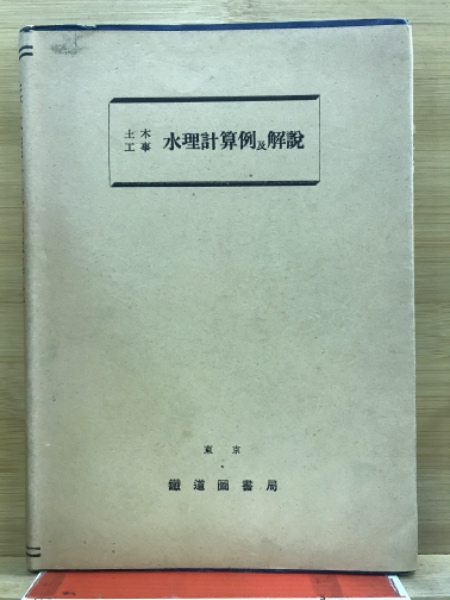 土木工事 水理計算例及解說
東京
鐵道圖書局